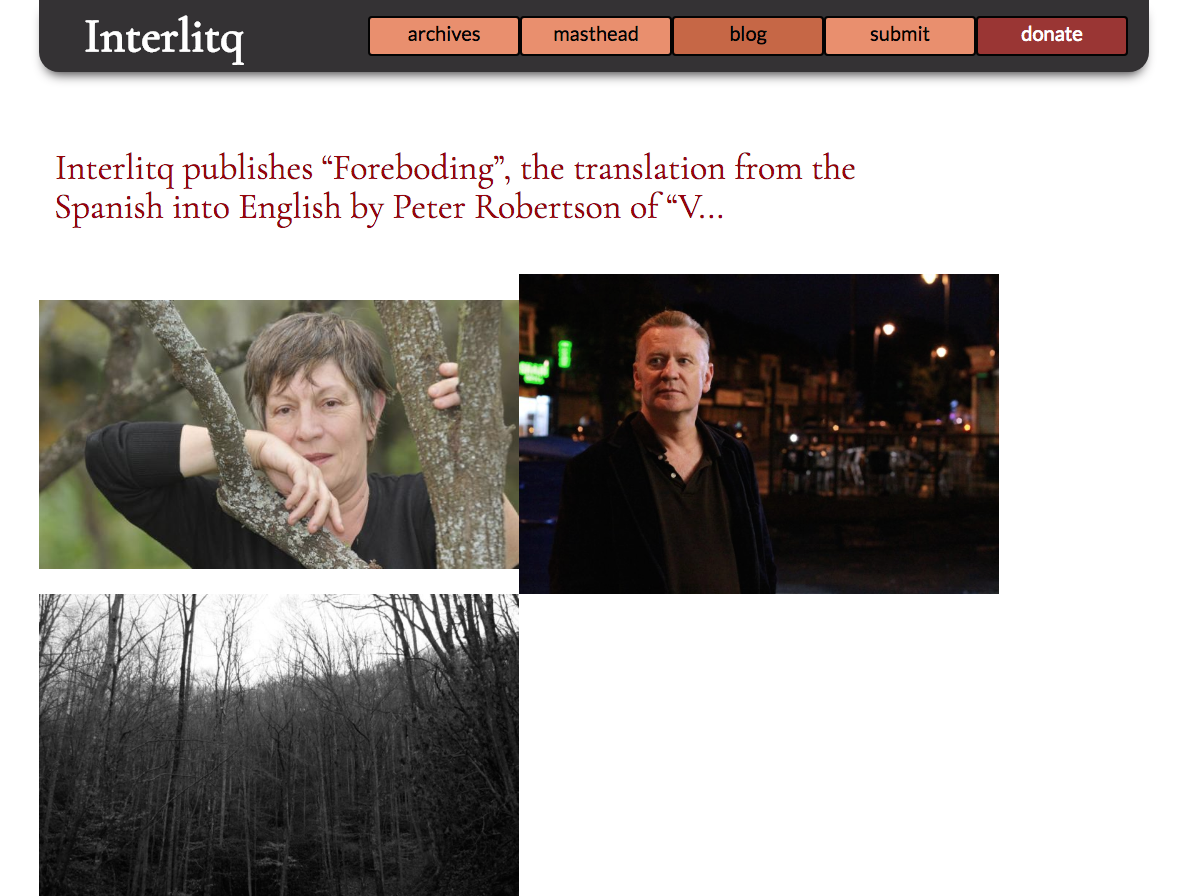 Interlitq
archives
masthead
blog
submit
donate
Interlitq publishes “Foreboding”, the translation from the
Spanish into English by Peter Robertson of “V...